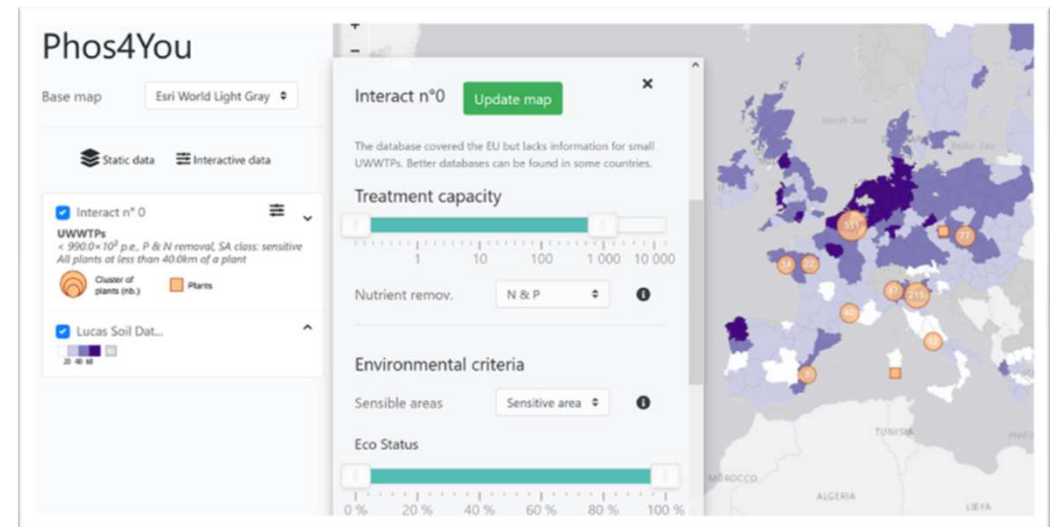 Phos4You
Base map
Esri World Light Gray
Static data
Interactive data
Interact n° 0
UWWTPs
< 990.0×10² p.e., P & N removal, SA class: sensitive
All plants at less than 40.0km of a plant
Cluster of
plants (nb.)
Plants
Lucas Soil Dat...
20 40 60
+
−
Interact n°0
Update map
×
The database covered the EU but lacks information for small
UWWTPs. Better databases can be found in some countries.
Treatment capacity
1 10 100 1 000 10 000
Nutrient remov.
N & P
Environmental criteria
Sensible areas
Sensitive area
Eco Status
0 % 20 % 40 % 60 % 80 % 100 %
North Sea
351
77
47
215
40
12
TUNISIA
MOROCCO
ALGERIA
LIBYA